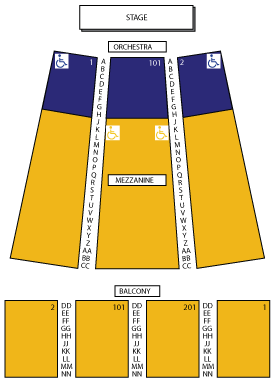 STAGE
ORCHESTRA
1
101
2
A A
B B
C C
D D
E E
F F
G G
H H
J J
K K
L L
M M
N N
O O
P P
MEZZANINE
Q Q
R R
S S
T T
U U
V V
W W
X X
Y Y
Z Z
AA AA
BB BB
CC CC
BALCONY
2 DD 101 DD 201 DD 1
EE EE EE
FF FF FF
GG GG GG
HH HH HH
JJ JJ JJ
KK KK KK
LL LL LL
MM MM MM
NN NN NN